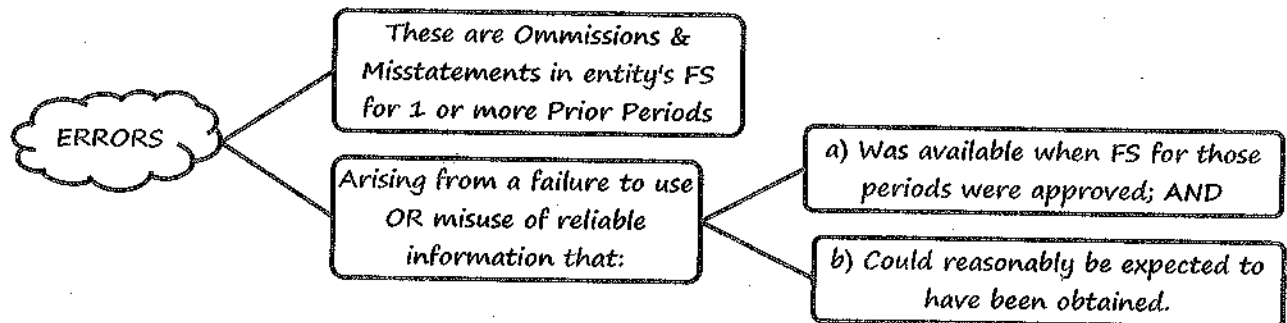 ERRORS
These are Ommissions &
Misstatements in entity's FS
for 1 or more Prior Periods
Arising from a failure to use
OR misuse of reliable
information that:
a) Was available when FS for those
periods were approved; AND
b) Could reasonably be expected to
have been obtained.